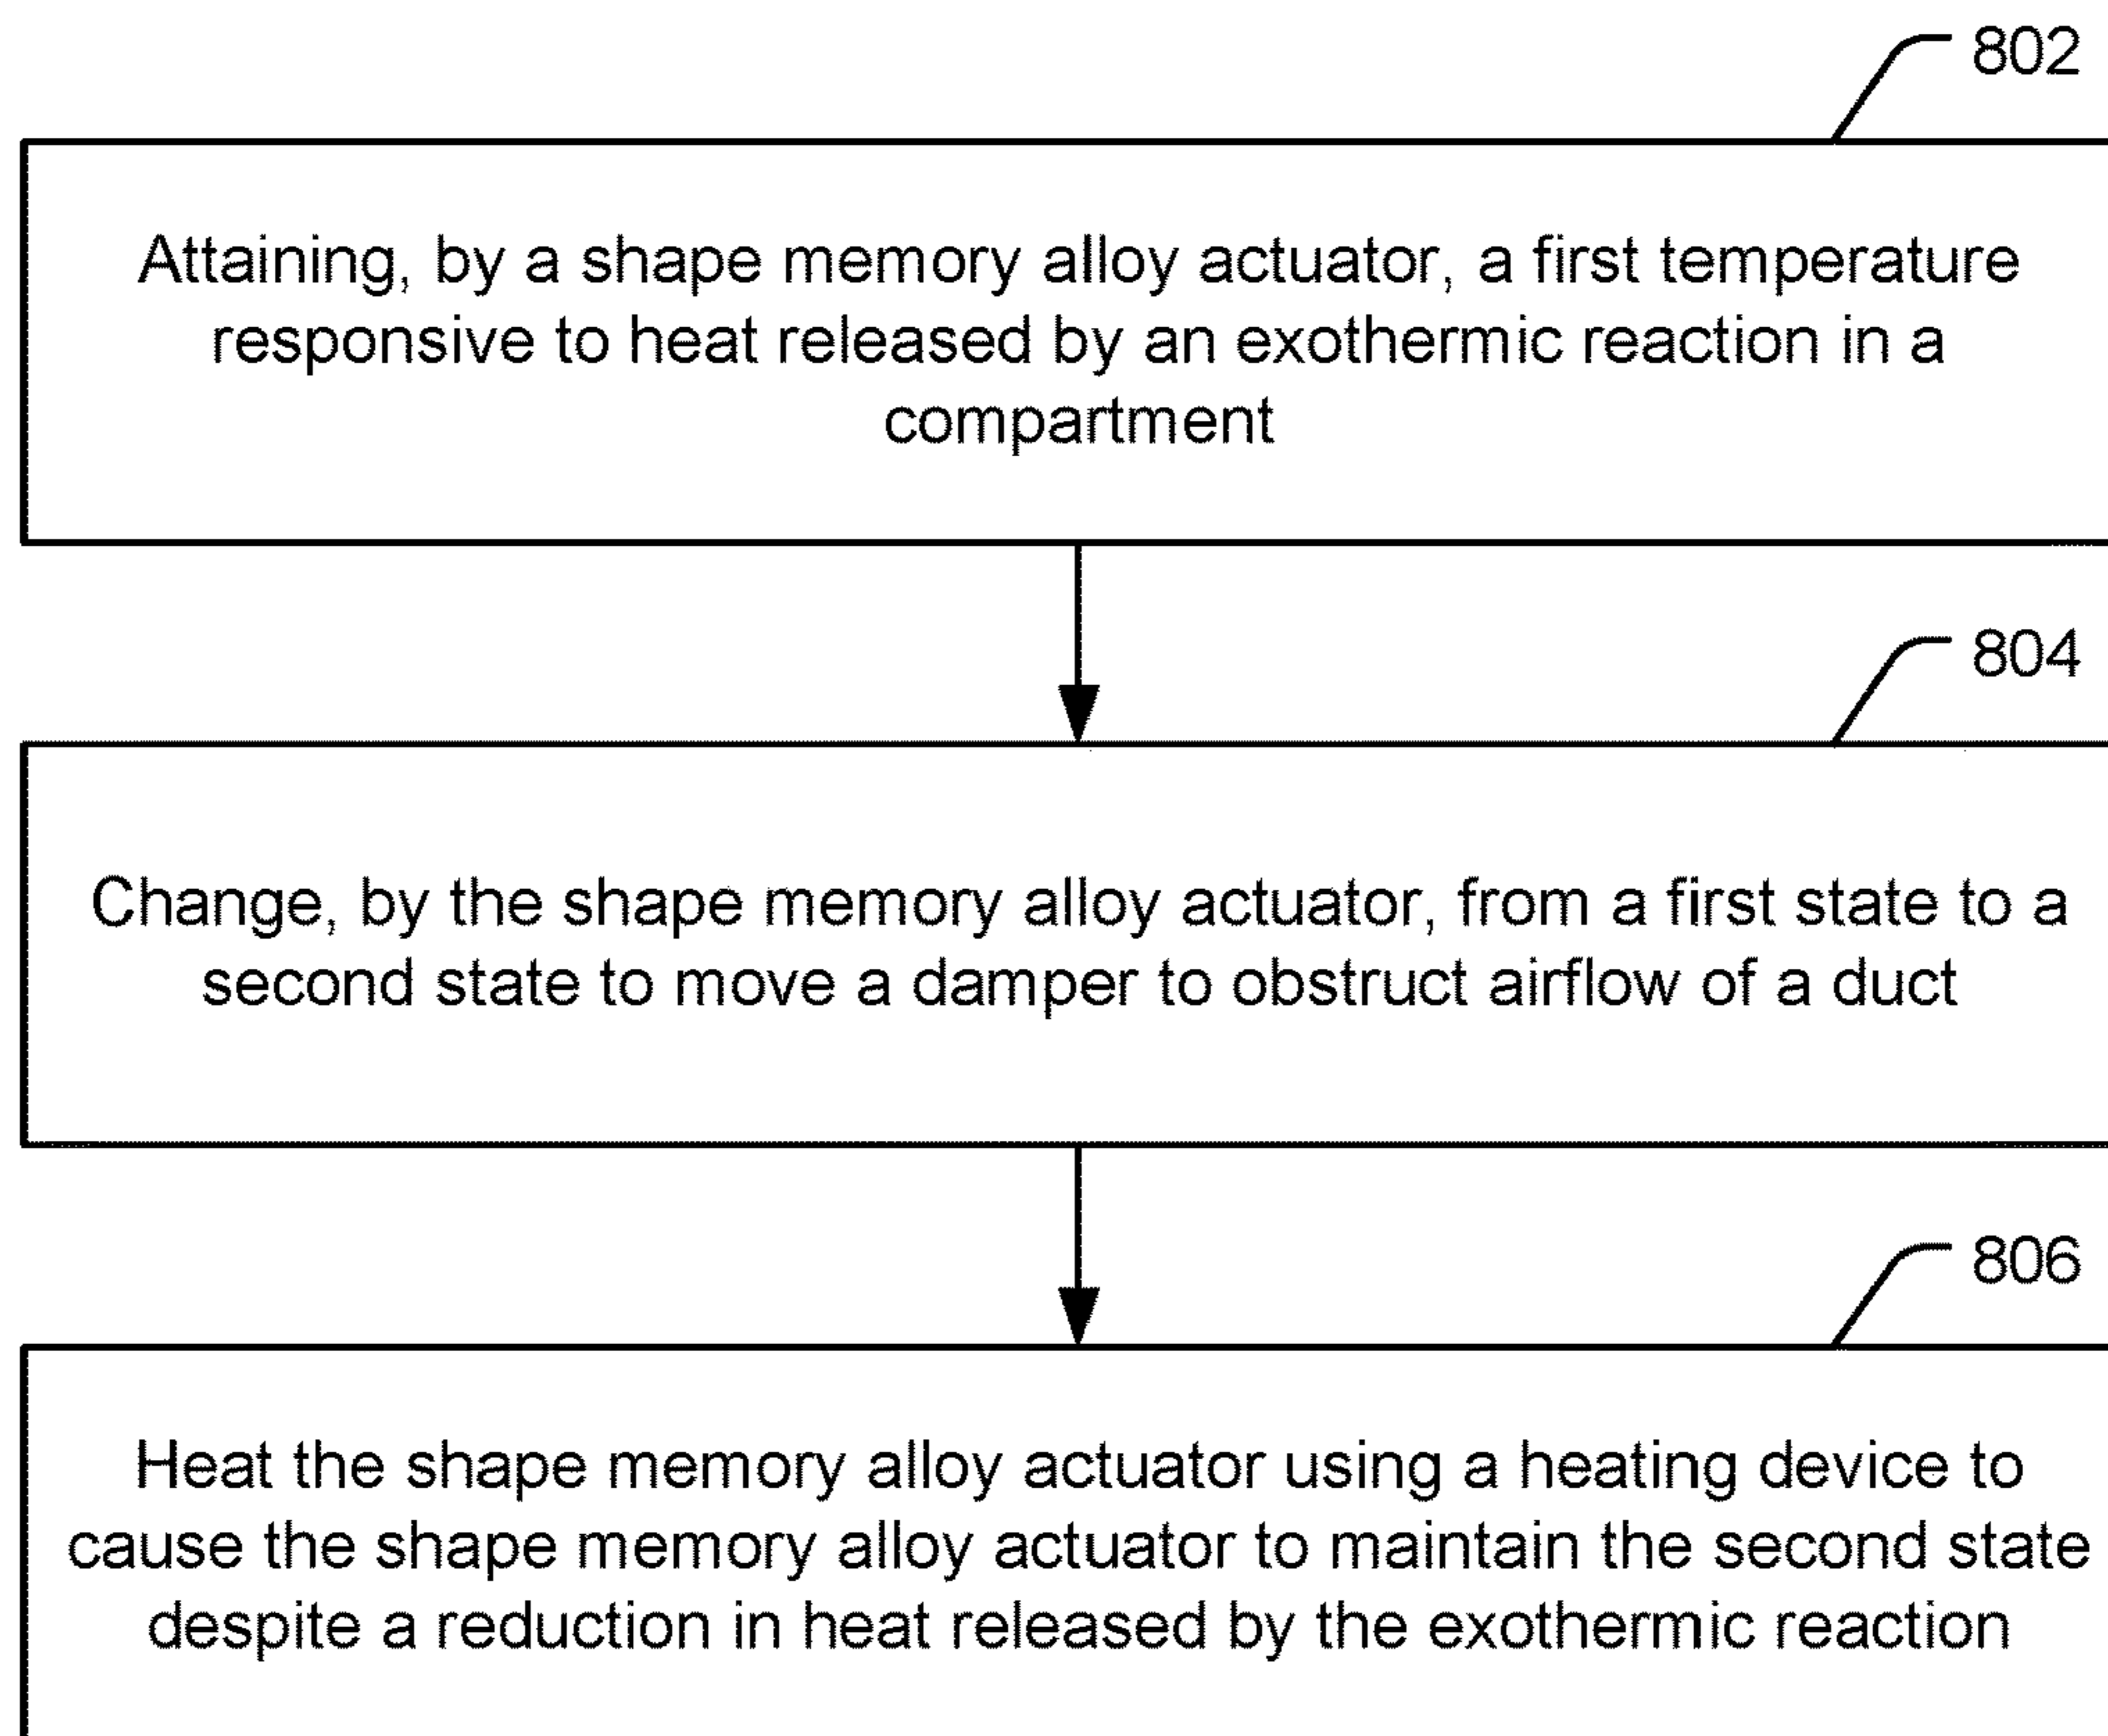 802
Attaining, by a shape memory alloy actuator, a first temperature
responsive to heat released by an exothermic reaction in a
compartment
804
Change, by the shape memory alloy actuator, from a first state to a
second state to move a damper to obstruct airflow of a duct
806
Heat the shape memory alloy actuator using a heating device to
cause the shape memory alloy actuator to maintain the second state
despite a reduction in heat released by the exothermic reaction